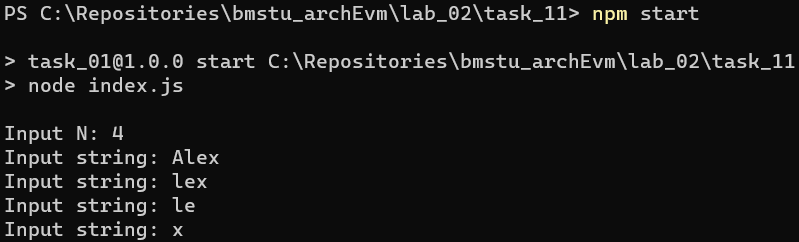 PS C:\Repositories\bmstu_archEvm\lab_02\task_11> npm start
> task_01@1.0.0 start C:\Repositories\bmstu_archEvm\lab_02\task_11
> node index.js
Input N: 4
Input string: Alex
Input string: lex
Input string: le
Input string: x